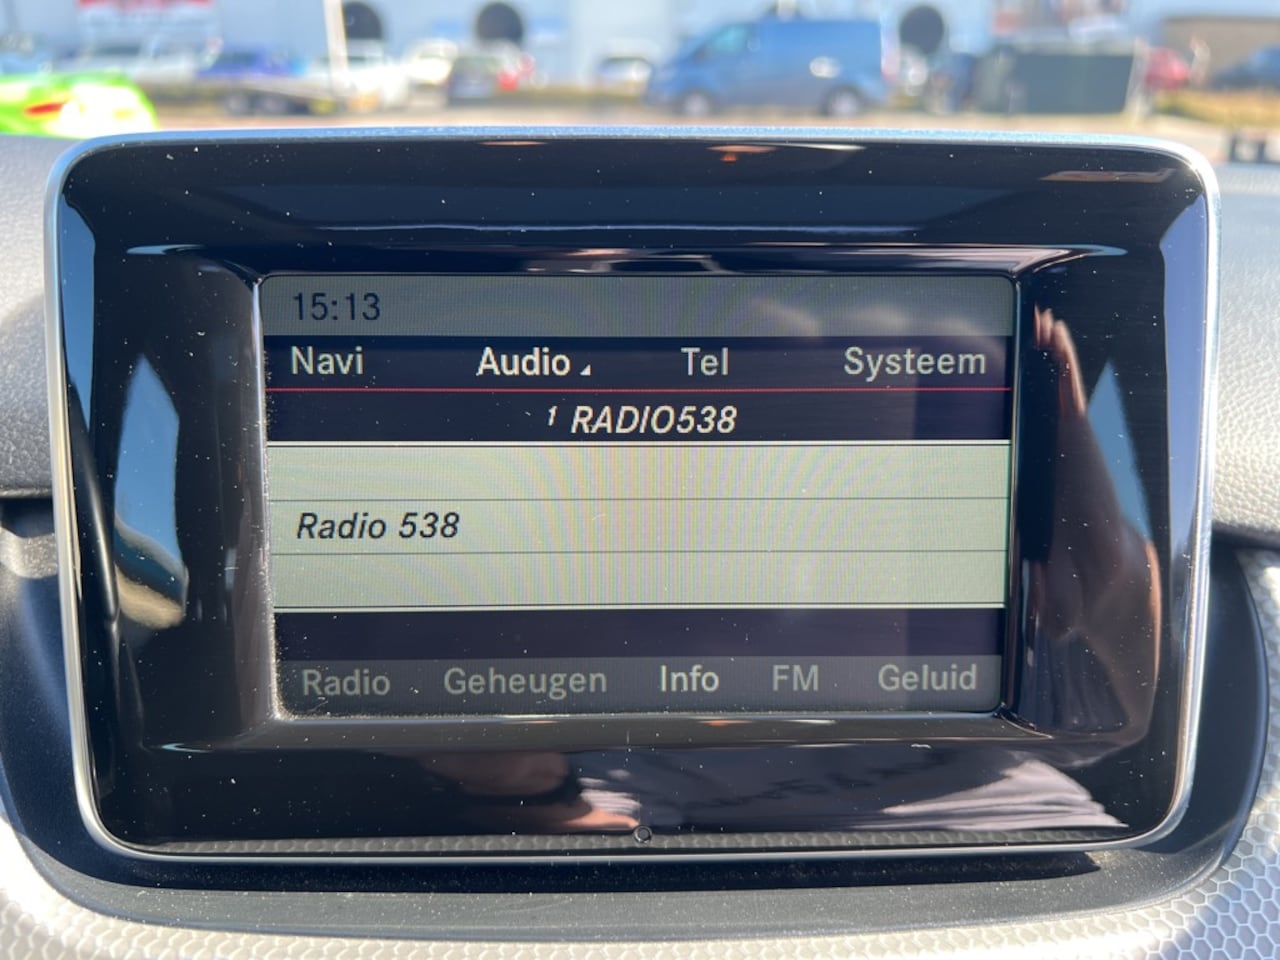 15:13
Navi Audio Tel Systeem
1 RADIO538
Radio 538
Radio Geheugen Info FM Geluid